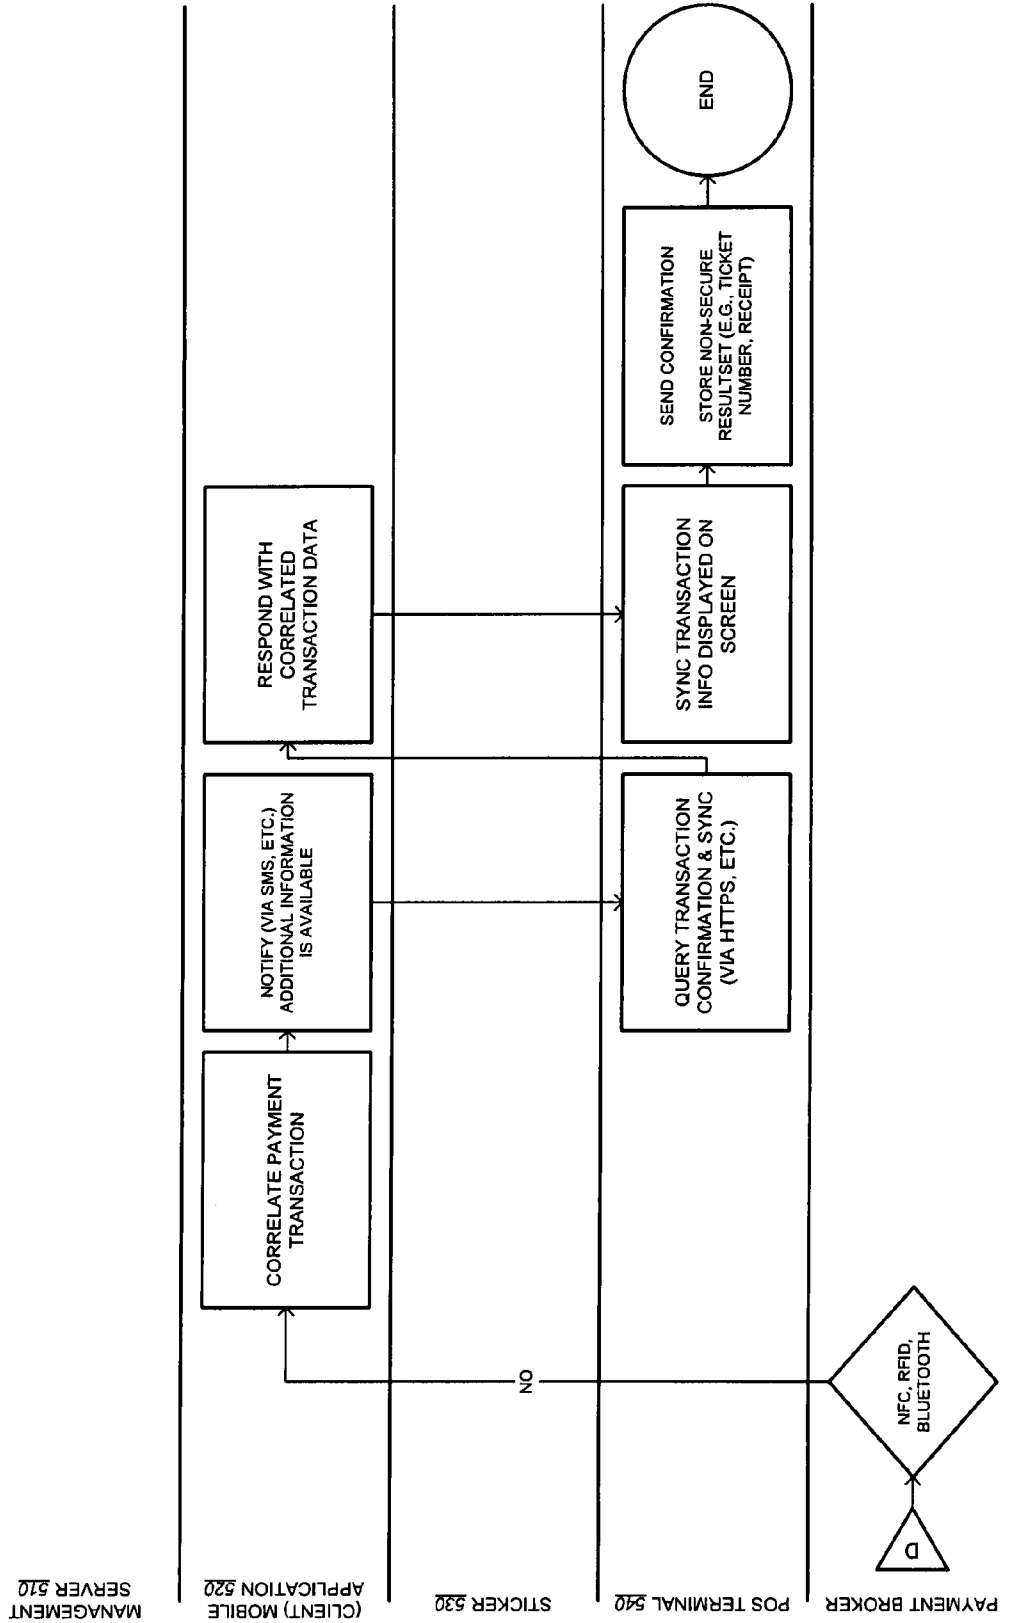 MANAGEMENT
SERVER 510
(CLIENT) MOBILE
APPLICATION 520
STICKER 530
POS TERMINAL 540
PAYMENT BROKER
D
NFC, RFID,
BLUETOOTH
NO
CORRELATE PAYMENT
TRANSACTION
NOTIFY (VIA SMS, ETC.)
ADDITIONAL INFORMATION
IS AVAILABLE
QUERY TRANSACTION
CONFIRMATION & SYNC
(VIA HTTPS, ETC.)
RESPOND WITH
CORRELATED
TRANSACTION DATA
SYNC TRANSACTION
INFO DISPLAYED ON
SCREEN
SEND CONFIRMATION
STORE NON-SECURE
RESULTSET (E.G., TICKET
NUMBER, RECEIPT)
END